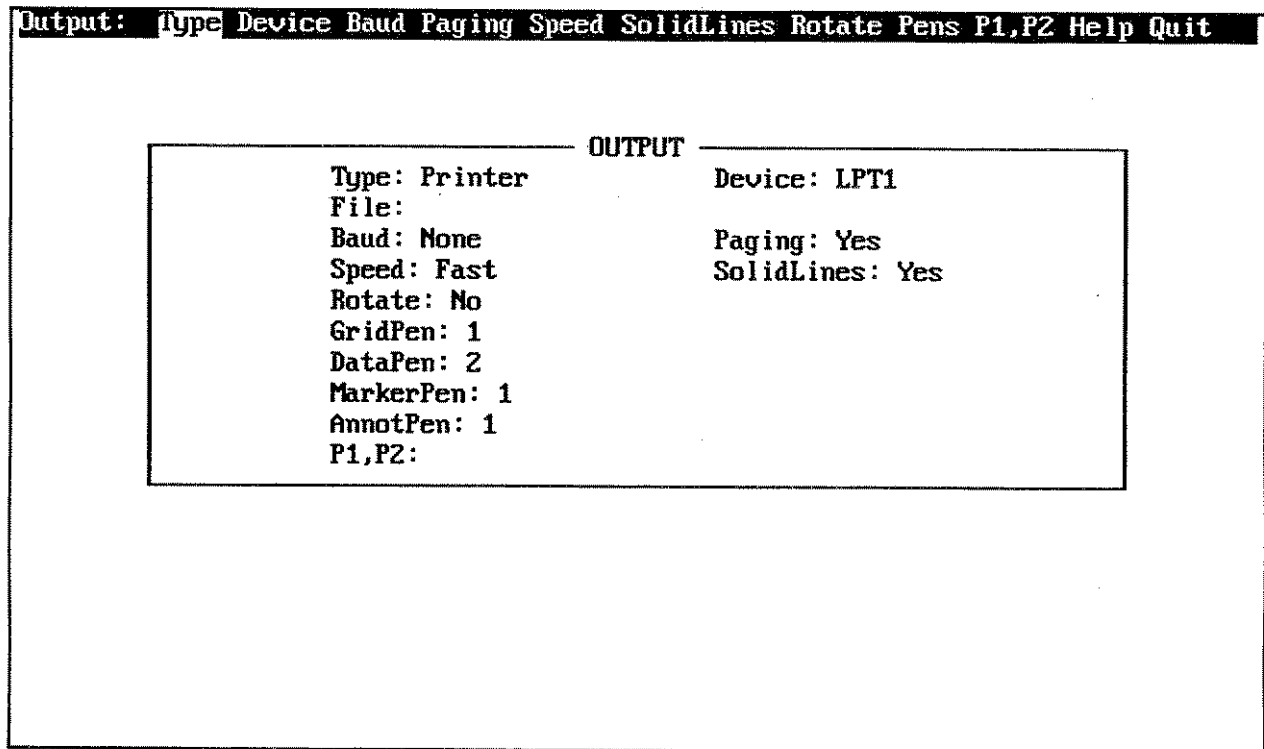 Output: Type Device Baud Paging Speed SolidLines Rotate Pens P1,P2 Help Quit
OUTPUT
Type: Printer Device: LPT1
File:
Baud: None Paging: Yes
Speed: Fast SolidLines: Yes
Rotate: No
GridPen: 1
DataPen: 2
MarkerPen: 1
AnnotPen: 1
P1,P2: